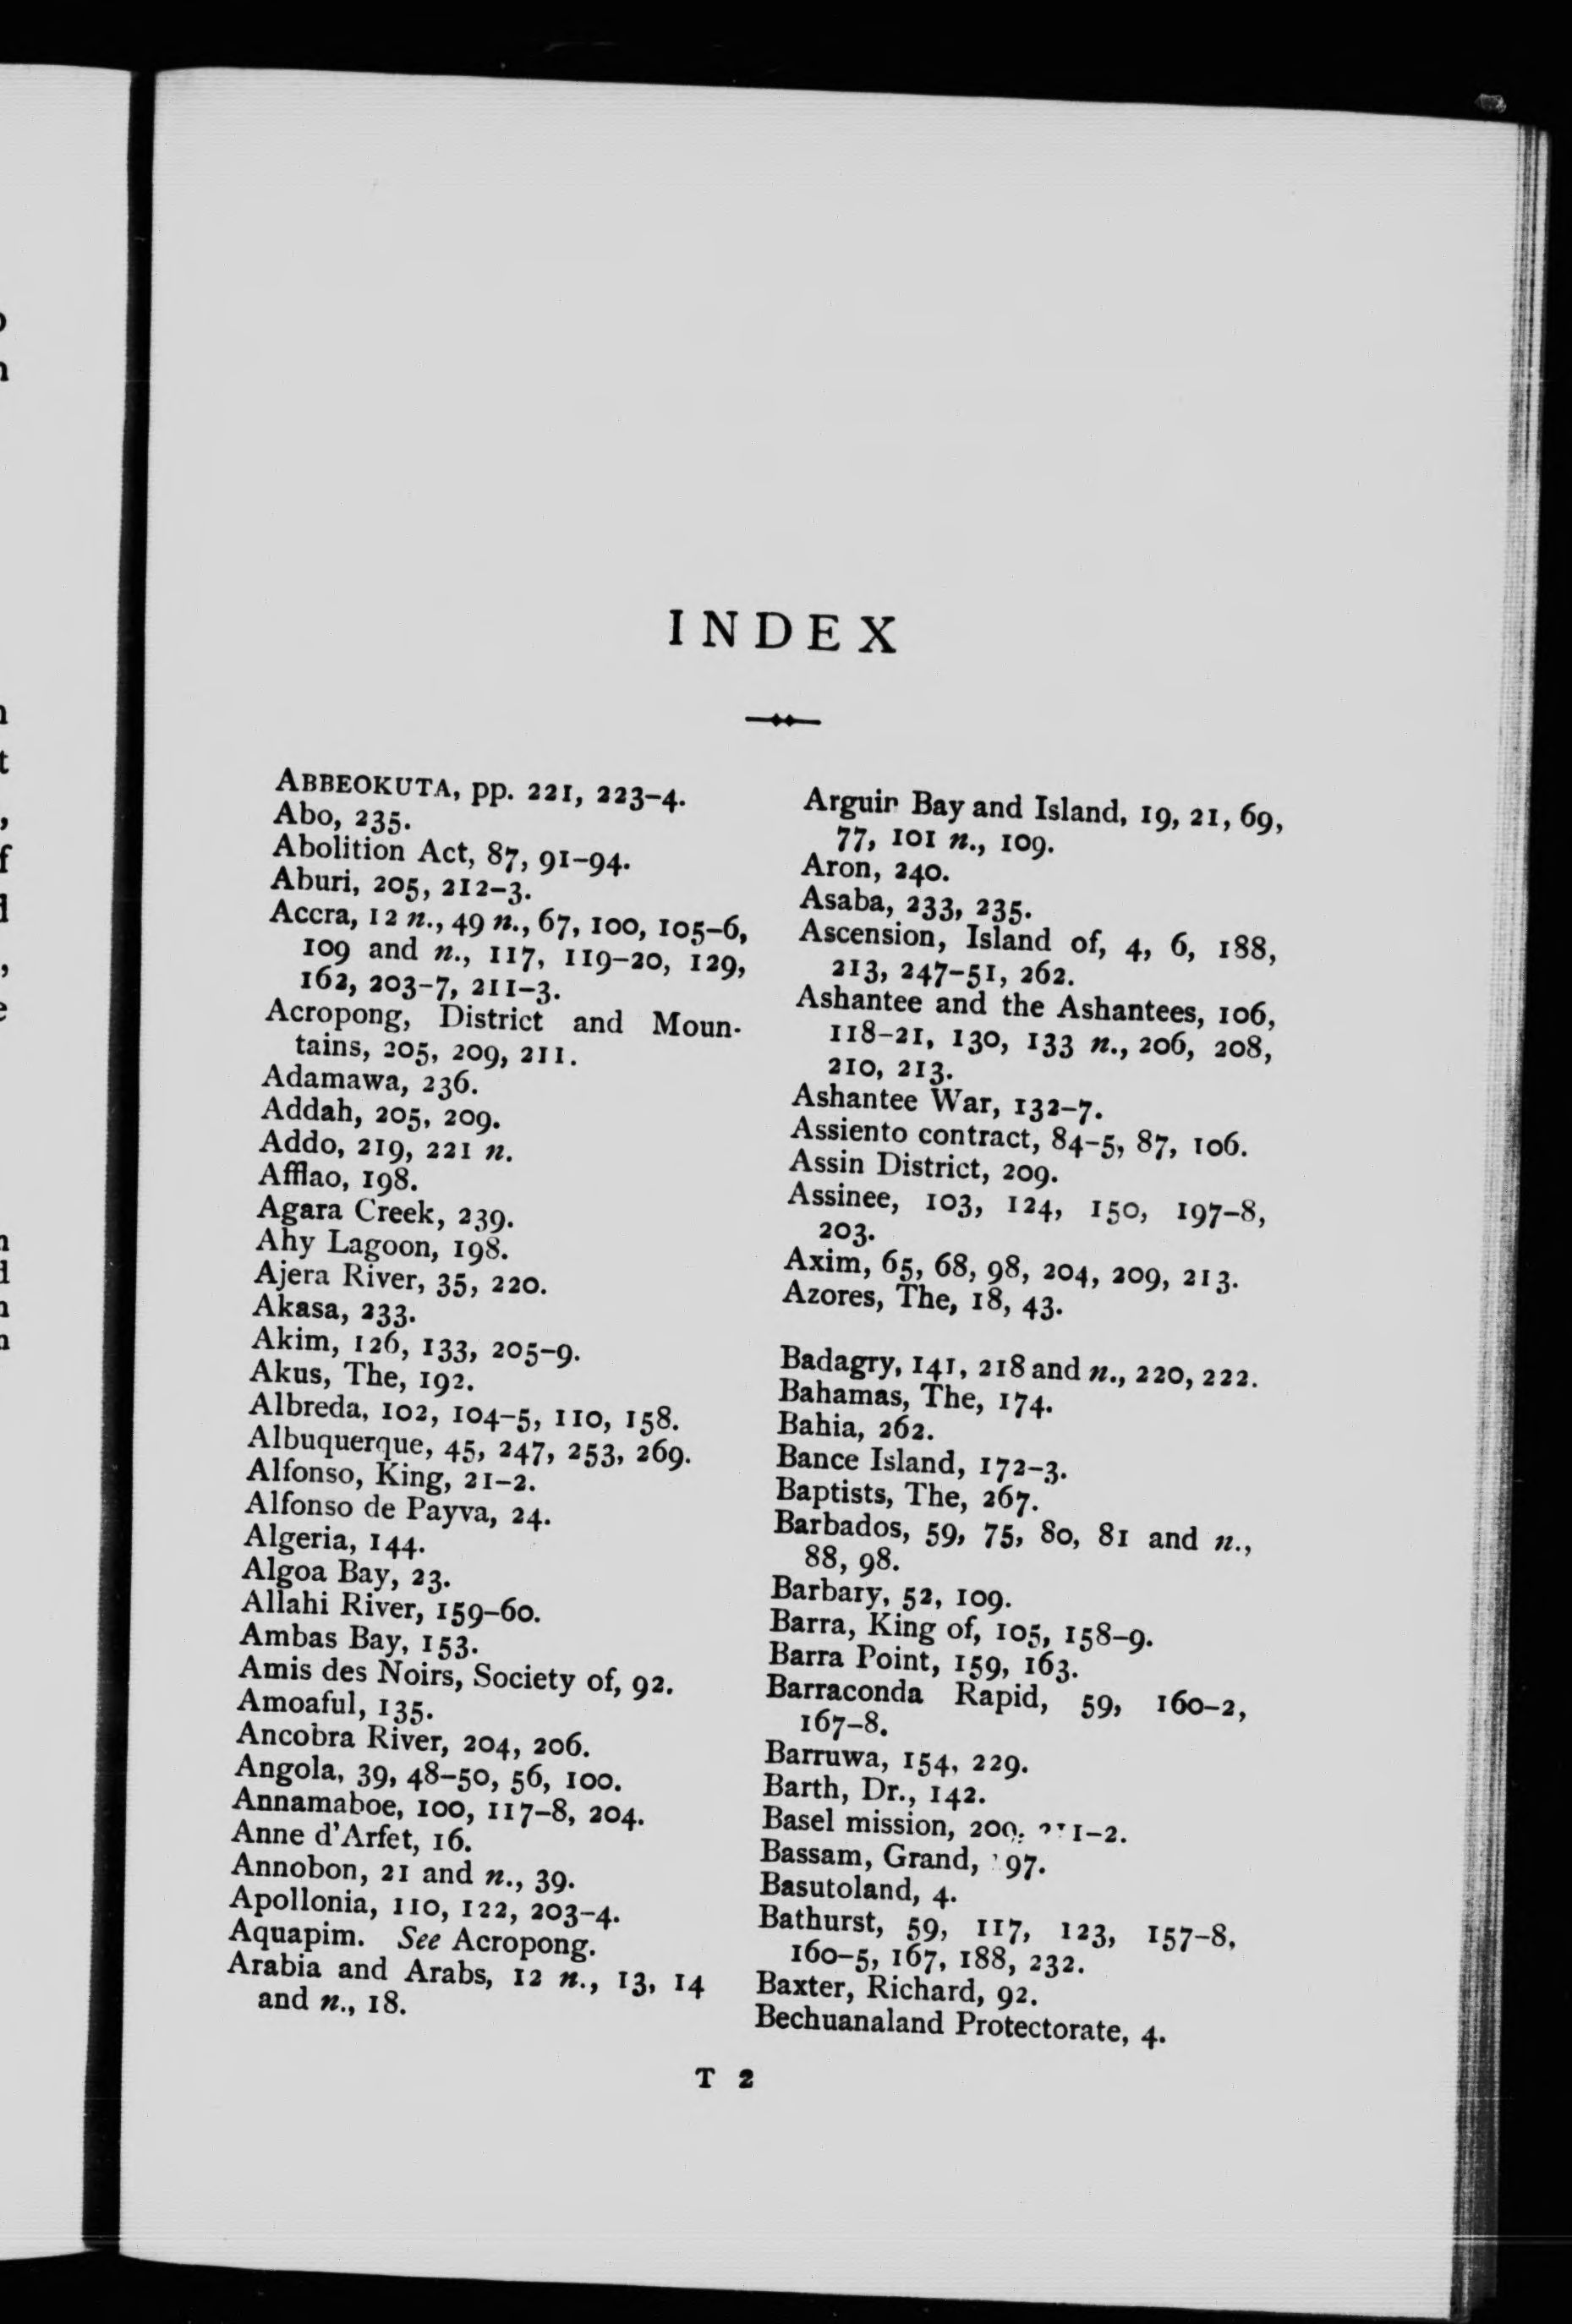 INDEX
ABBEOKUTA, pp. 221, 223–4.
Abo, 235.
Abolition Act, 87, 91–94.
Aburi, 205, 212–3.
Accra, 12 n., 49 n., 67, 100, 105–6,
109 and n., 117, 119–20, 129,
162, 203–7, 211–3.
Acropong, District and Moun-
tains, 205, 209, 211.
Adamawa, 236.
Addah, 205, 209.
Addo, 219, 221 n.
Afflao, 198.
Agara Creek, 239.
Ahy Lagoon, 198.
Ajera River, 35, 220.
Akasa, 233.
Akim, 126, 133, 205–9.
Akus, The, 192.
Albreda, 102, 104–5, 110, 158.
Albuquerque, 45, 247, 253, 269.
Alfonso, King, 21–2.
Alfonso de Payva, 24.
Algeria, 144.
Algoa Bay, 23.
Allahi River, 159–60.
Ambas Bay, 153.
Amis des Noirs, Society of, 92.
Amoaful, 135.
Ancobra River, 204, 206.
Angola, 39, 48–50, 56, 100.
Annamaboe, 100, 117–8, 204.
Anne d'Arfet, 16.
Annobon, 21 and n., 39.
Apollonia, 110, 122, 203–4.
Aquapim. See Acropong.
Arabia and Arabs, 12 n., 13, 14
and n., 18.
Arguin Bay and Island, 19, 21, 69,
77, 101 n., 109.
Aron, 240.
Asaba, 233, 235.
Ascension, Island of, 4, 6, 188,
213, 247–51, 262.
Ashantee and the Ashantees, 106,
118–21, 130, 133 n., 206, 208,
210, 213.
Ashantee War, 132–7.
Assiento contract, 84–5, 87, 106.
Assin District, 209.
Assinee, 103, 124, 150, 197–8,
203.
Axim, 65, 68, 98, 204, 209, 213.
Azores, The, 18, 43.
Badagry, 141, 218 and n., 220, 222.
Bahamas, The, 174.
Bahia, 262.
Bance Island, 172–3.
Baptists, The, 267.
Barbados, 59, 75, 80, 81 and n.,
88, 98.
Barbary, 52, 109.
Barra, King of, 105, 158–9.
Barra Point, 159, 163.
Barraconda Rapid, 59, 160–2,
167–8.
Barruwa, 154, 229.
Barth, Dr., 142.
Basel mission,
Bassam, Grand,
Basutoland, 4.
Bathurst, 59, 117, 123, 157–8,
160–5, 167, 188, 232.
Baxter, Richard, 92.
Bechuanaland Protectorate, 4.
T 2